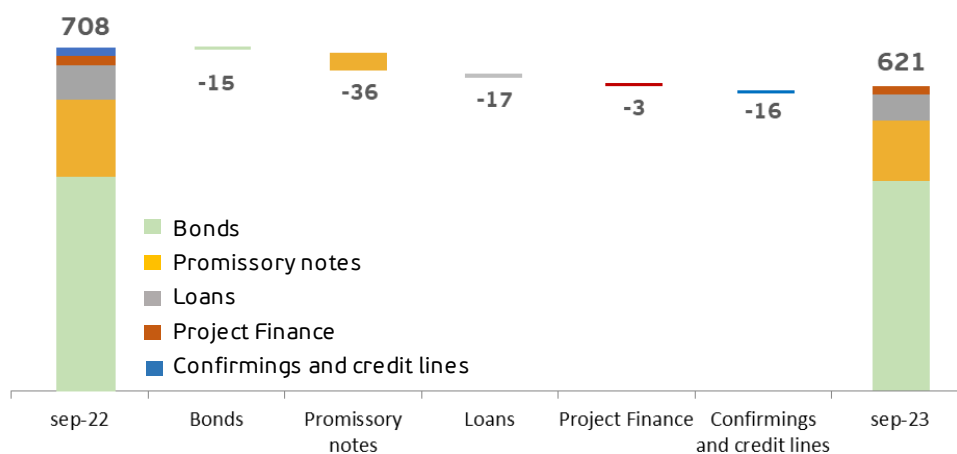 708
621
-15
-36
-17
-3
-16
Bonds
Promissory notes
Loans
Project Finance
Confirmings and credit lines
sep-22
Bonds
Promissory
notes
Loans
Project Finance
Confirmings
and credit lines
sep-23